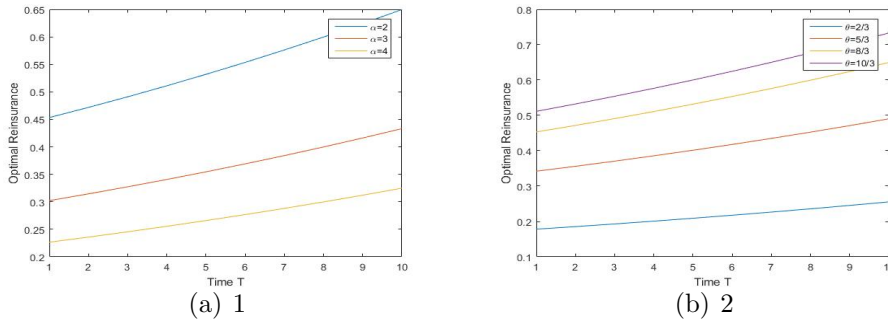 0.65
0.6
0.55
0.5
0.45
0.4
0.35
0.3
0.25
0.2
Optimal Reinsurance
1 2 3 4 5 6 7 8 9 10
Time T
α=2
α=3
α=4
(a) 1
0.8
0.7
0.6
0.5
0.4
0.3
0.2
0.1
Optimal Reinsurance
1 2 3 4 5 6 7 8 9
Time T
θ=2/3
θ=5/3
θ=8/3
θ=10/3
(b) 2